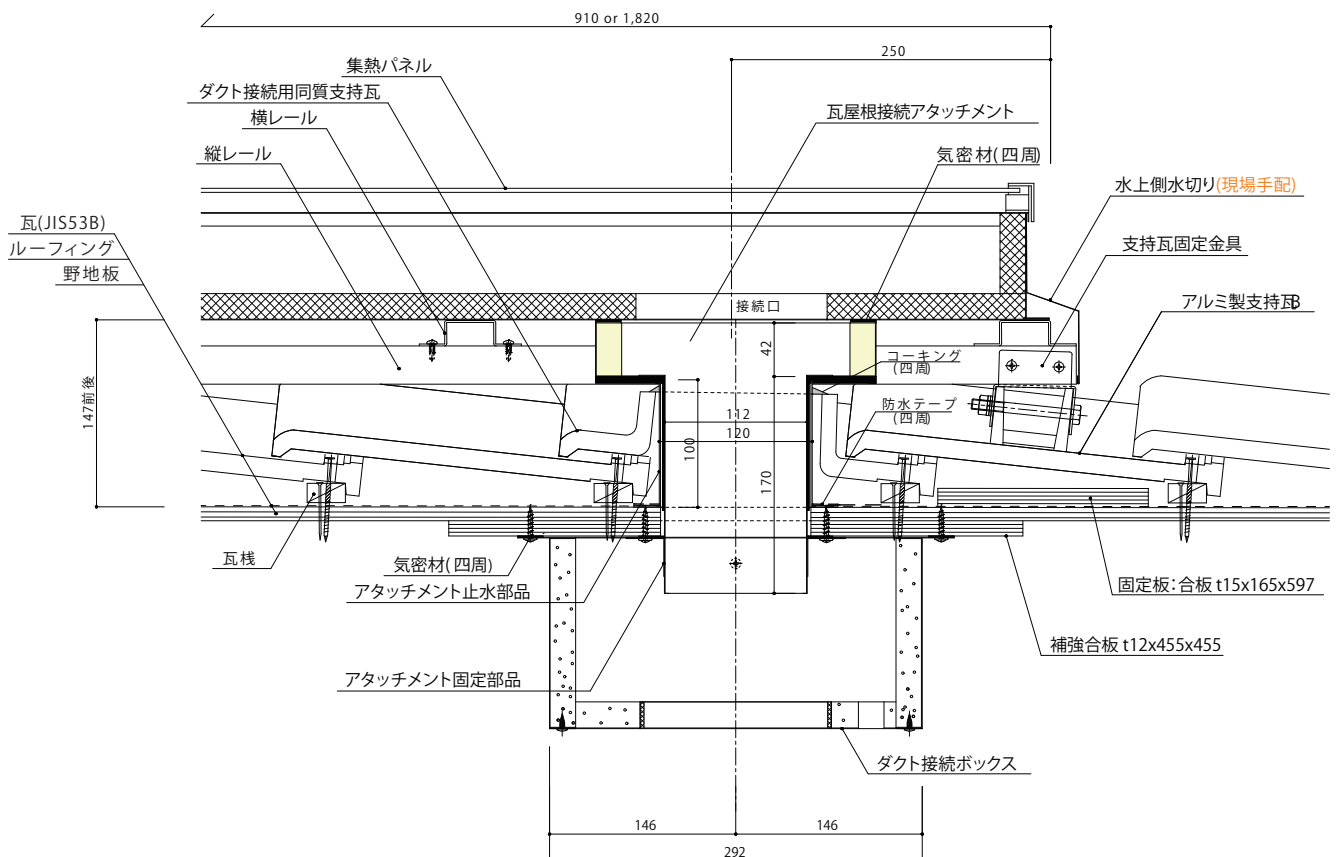 910 or 1,820
250
集熱パネル
ダクト接続用同質支持瓦
横レール
縦レール
瓦屋根接続アタッチメント
気密材(四周)
水上側水切り(現場手配)
瓦(JIS53B)
ルーフィング
野地板
支持瓦固定金具
アルミ製支持瓦B
接続口
42
コーキング
(四周)
147前後
防水テープ
(四周)
112
120
100
170
瓦桟
気密材(四周)
アタッチメント止水部品
固定板:合板 t15x165x597
補強合板 t12x455x455
アタッチメント固定部品
ダクト接続ボックス
146
146
292